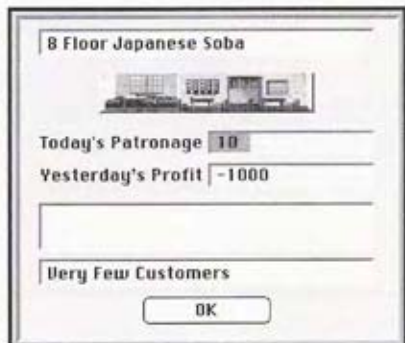 8 Floor Japanese Soba
Today's Patronage 10
Yesterday's Profit -1000
Very Few Customers
OK